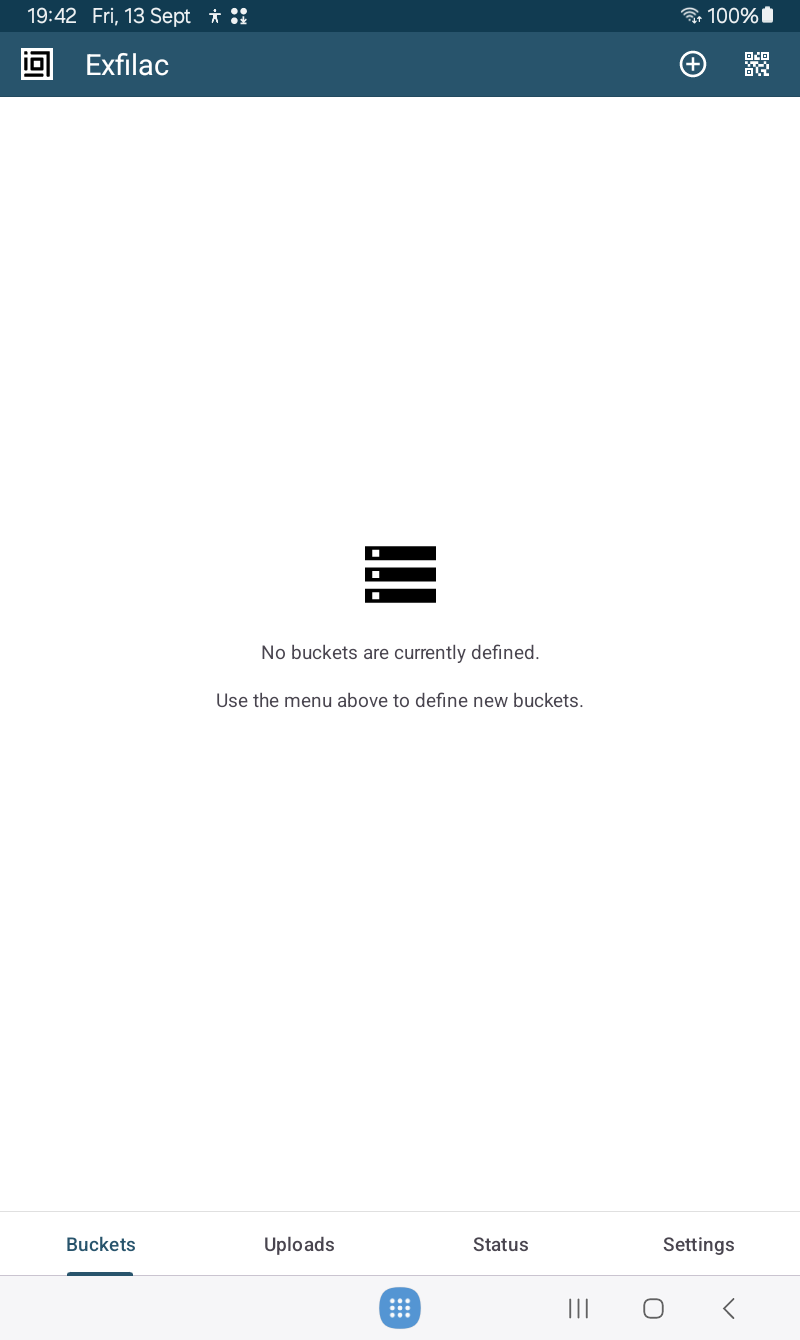 19:42 Fri, 13 Sept 100%
Exfilac
No buckets are currently defined.
Use the menu above to define new buckets.
Buckets Uploads Status Settings